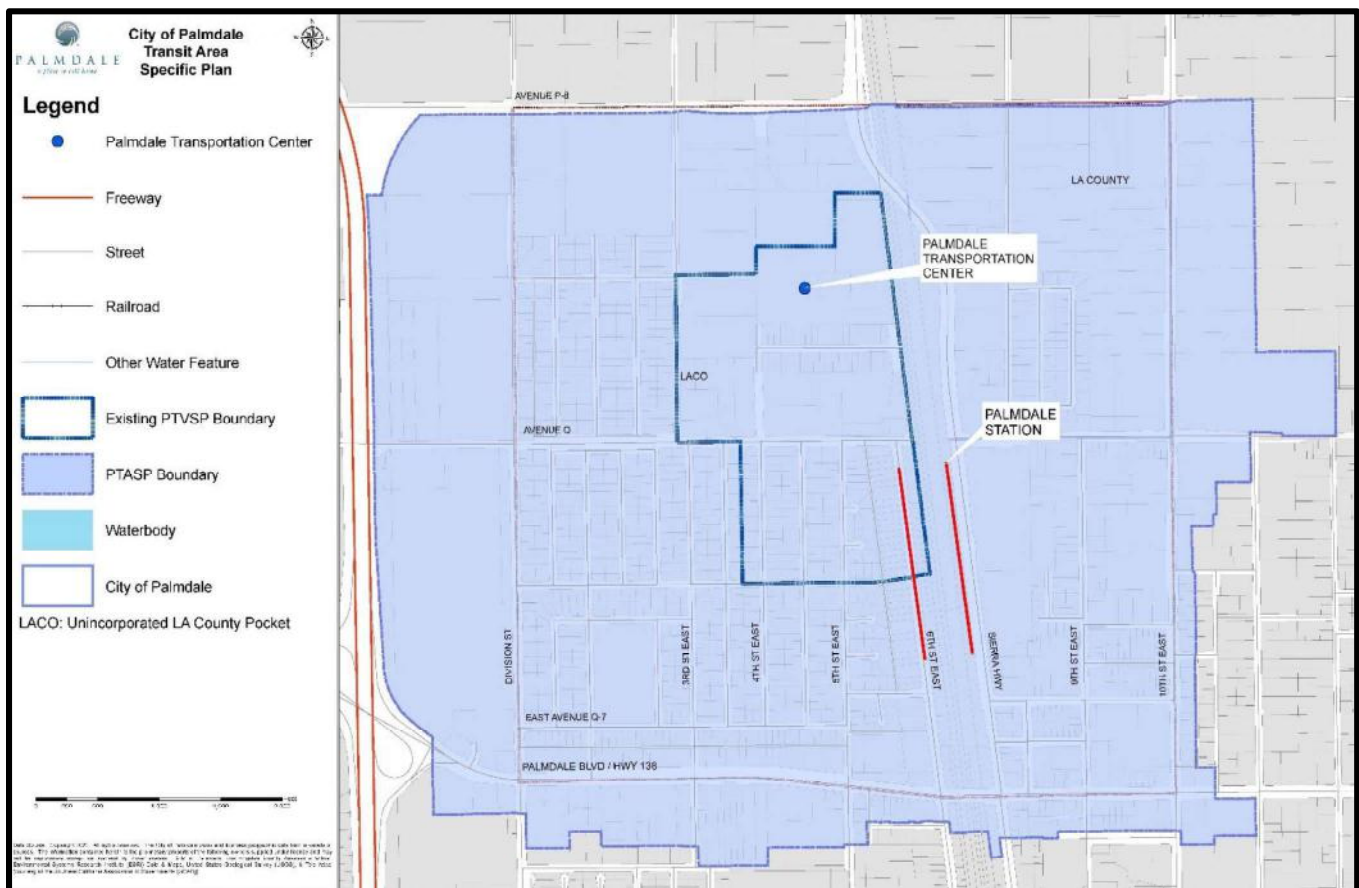 PALMDALE
a place to call home
City of Palmdale
Transit Area
Specific Plan
Legend
Palmdale Transportation Center
Freeway
Street
Railroad
Other Water Feature
Existing PTVSP Boundary
PTASP Boundary
Waterbody
City of Palmdale
LACO: Unincorporated LA County Pocket
AVENUE P-8
LA COUNTY
PALMDALE
TRANSPORTATION
CENTER
LACO
PALMDALE
STATION
AVENUE Q
DIVISION ST
3RD ST EAST
4TH ST EAST
5TH ST EAST
6TH ST EAST
SIERRA HWY
9TH ST EAST
10TH ST EAST
EAST AVENUE Q-7
PALMDALE BLVD / HWY 138